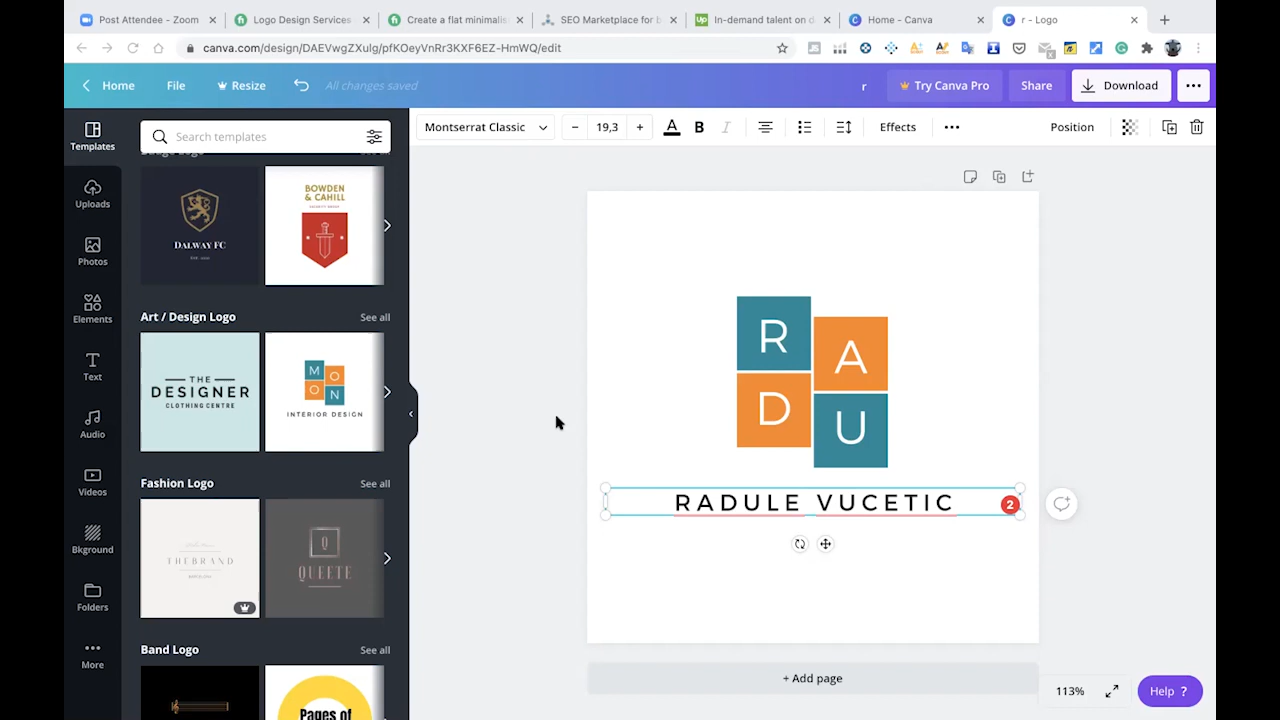 Post Attendee - Zoom
Logo Design Services
Create a flat minimalis
SEO Marketplace for b
In-demand talent on d
Home - Canva
r - Logo
canva.com/design/DAEVwgZXulg/pfKOeyVnRr3KXF6EZ-HmWQ/edit
Home
File
Resize
All changes saved
r
Try Canva Pro
Share
Download
Templates
Search templates
Montserrat Classic
19,3
A
B
I
Effects
Position
Uploads
Photos
Elements
Text
Audio
Videos
Bkground
Folders
More
DALWAY FC
BOWDEN
& CAHILL
Art / Design Logo
See all
THE
DESIGNER
CLOTHING CENTRE
M
O
O
N
INTERIOR DESIGN
Fashion Logo
See all
THEBRAND
Q
QUEETE
Band Logo
See all
Pages of
R
A
D
U
RADULE VUCETIC
2
+ Add page
113%
Help ?